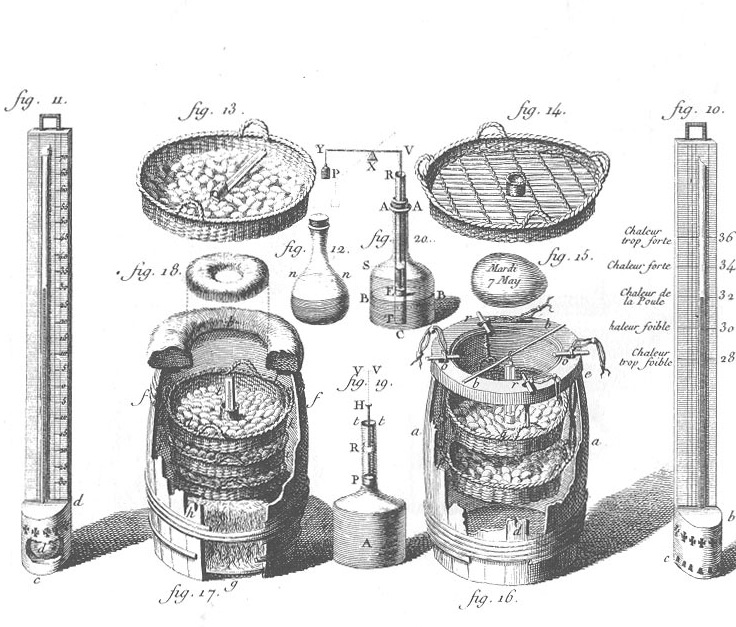 fig. 11.
fig. 13.
fig. 14.
fig. 10.
Y
V
X
P
R
A
A
Chaleur
trop forte
36
fig. 12.
fig. 20.
fig. 15.
Mardi
7 May
fig. 18.
n
n
S
Chaleur forte
34
E
B
B
Chaleur de
la Poule
32
T
C
haleur foible
30
Chaleur
trop foible
28
r
t
b
o
o
b
r
e
V
V
fig. 19.
f
f
H
t
t
R
P
a
a
A
h
d
d
d
b
c
c
g
fig. 17.
fig. 16.